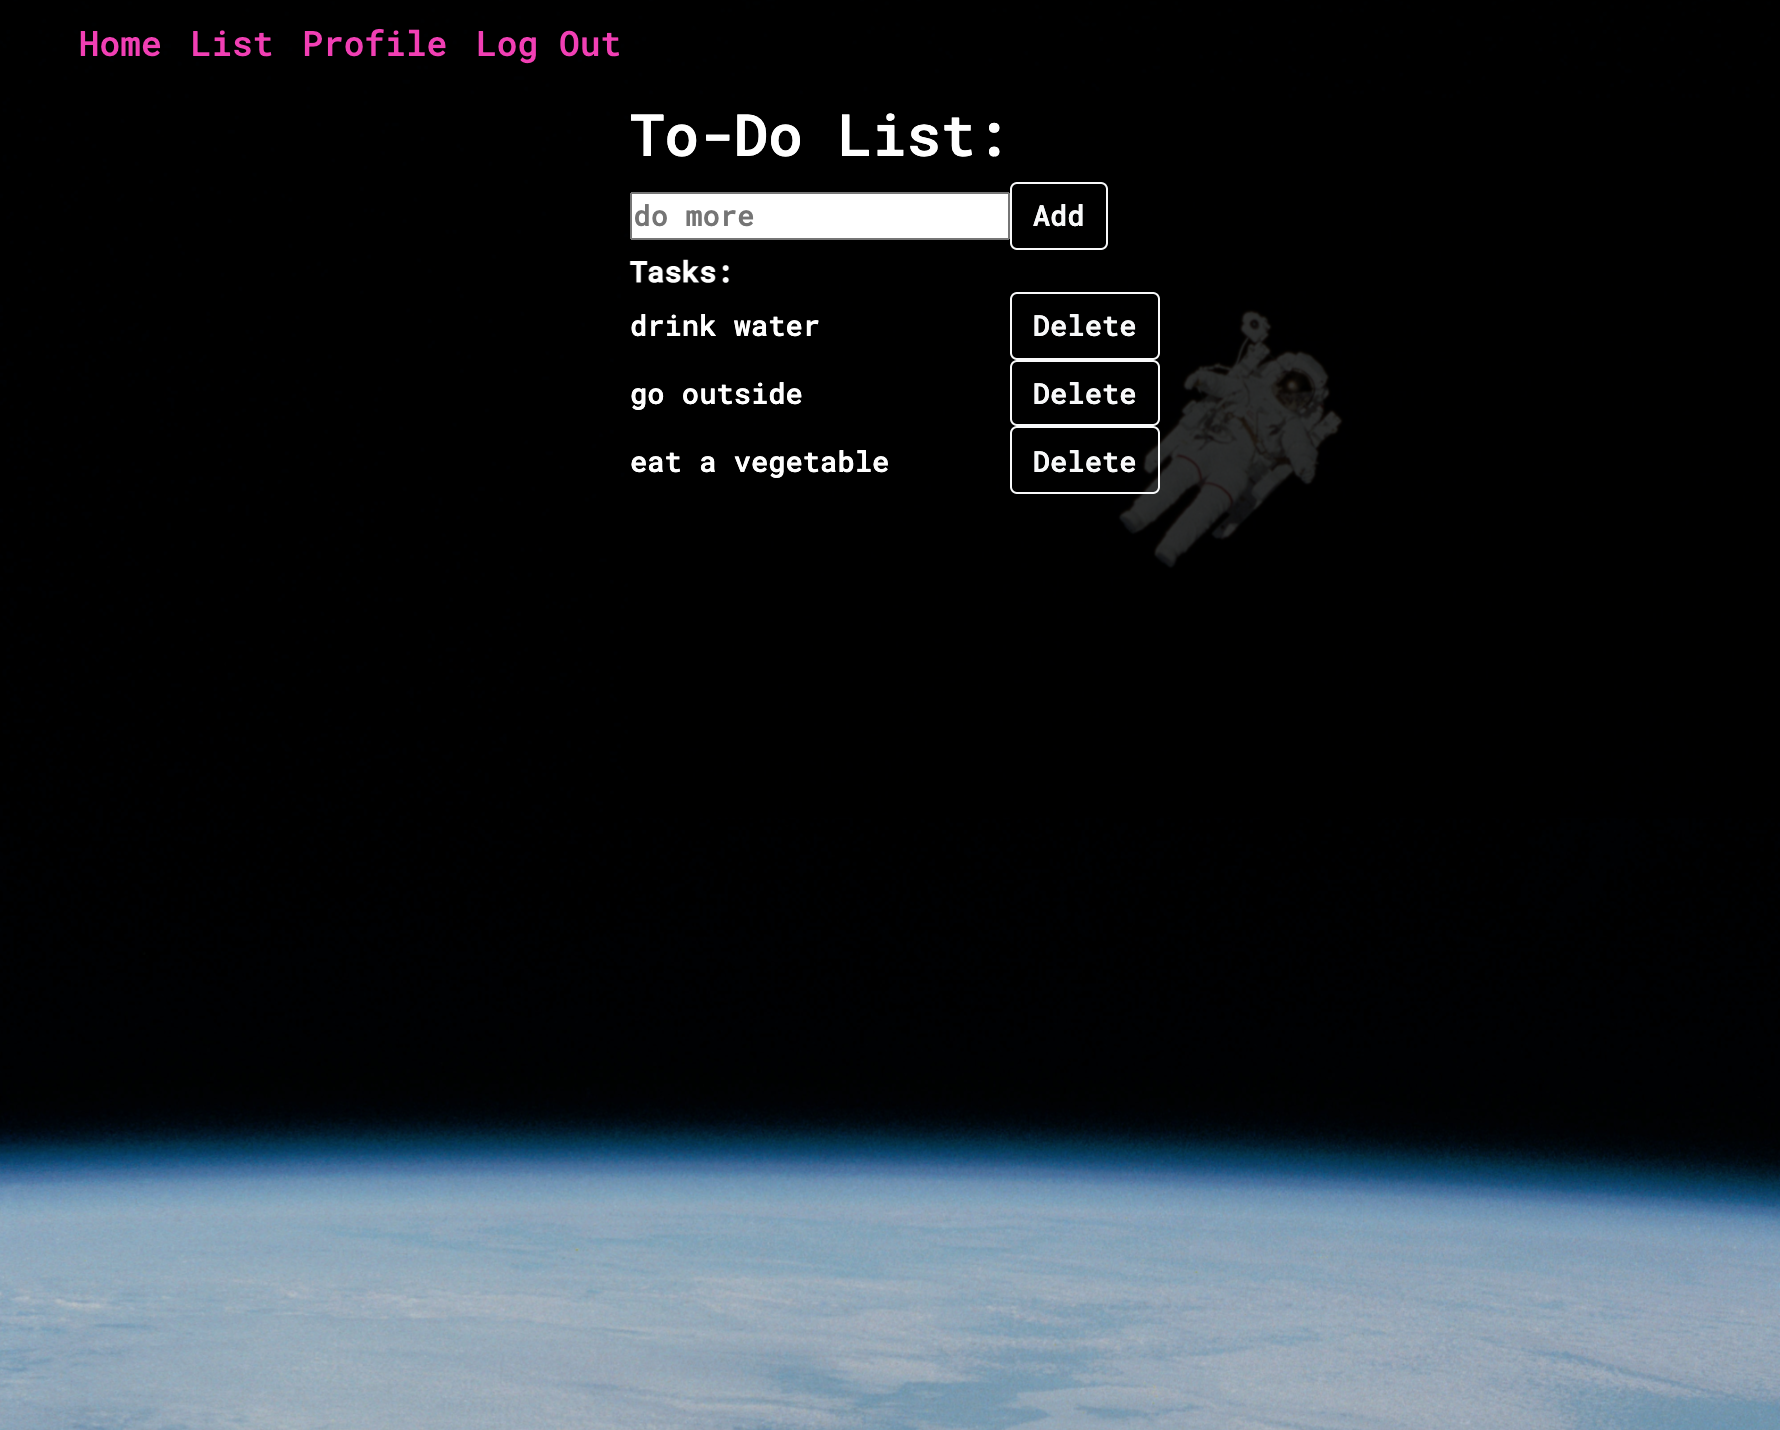 Home List Profile Log Out
To-Do List:
do more Add
Tasks:
drink water Delete
go outside Delete
eat a vegetable Delete